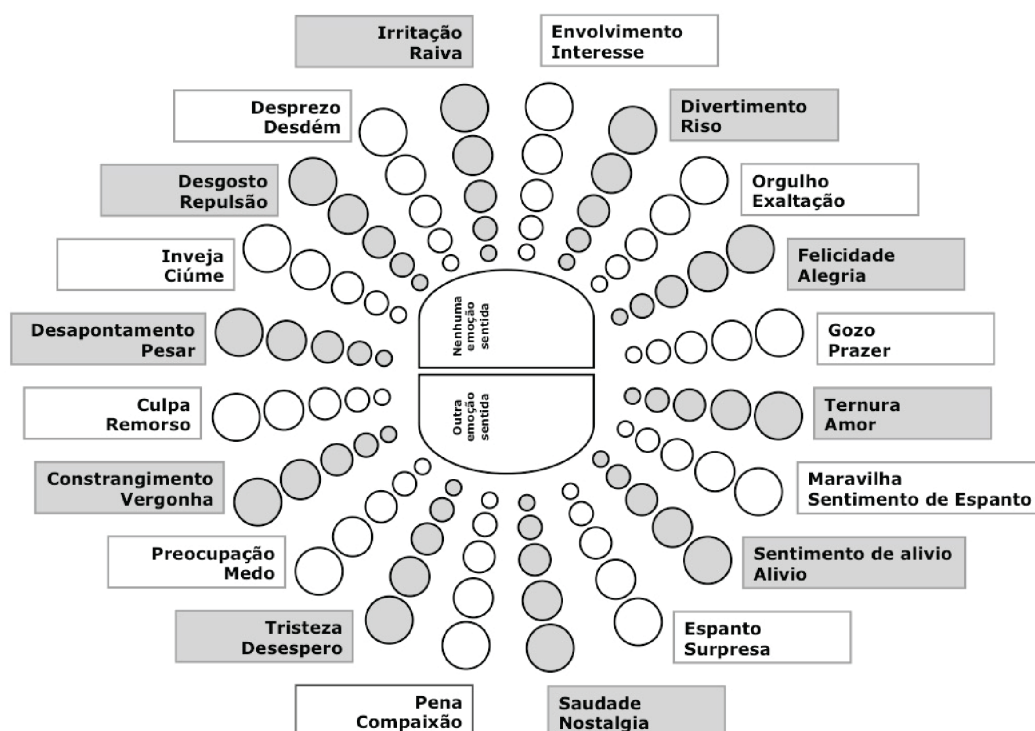 Irritação
Raiva
Envolvimento
Interesse
Desprezo
Desdém
Divertimento
Riso
Desgosto
Repulsão
Orgulho
Exaltação
Inveja
Ciúme
Felicidade
Alegria
Desapontamento
Pesar
Nenhuma
emoção
sentida
Gozo
Prazer
Culpa
Remorso
Outra
emoção
sentida
Ternura
Amor
Constrangimento
Vergonha
Maravilha
Sentimento de Espanto
Preocupação
Medo
Sentimento de alivio
Alivio
Tristeza
Desespero
Espanto
Surpresa
Pena
Compaixão
Saudade
Nostalgia